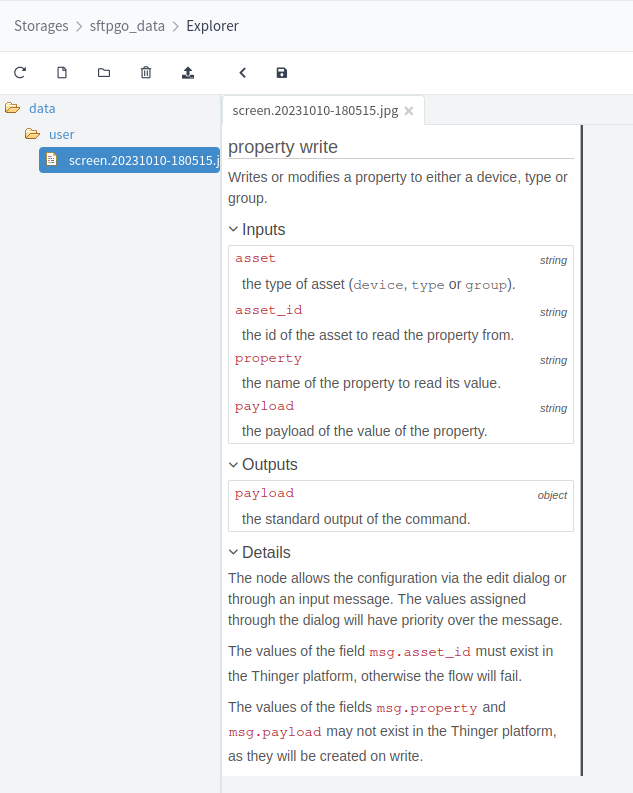 Storages > sftpgo_data > Explorer
data
user
screen.20231010-180515.j
screen.20231010-180515.jpg ×
property write
Writes or modifies a property to either a device, type or
group.
Inputs
asset string
the type of asset (device, type or group).
asset_id string
the id of the asset to read the property from.
property string
the name of the property to read its value.
payload string
the payload of the value of the property.
Outputs
payload object
the standard output of the command.
Details
The node allows the configuration via the edit dialog or
through an input message. The values assigned
through the dialog will have priority over the message.
The values of the field msg.asset_id must exist in
the Thinger platform, otherwise the flow will fail.
The values of the fields msg.property and
msg.payload may not exist in the Thinger platform,
as they will be created on write.